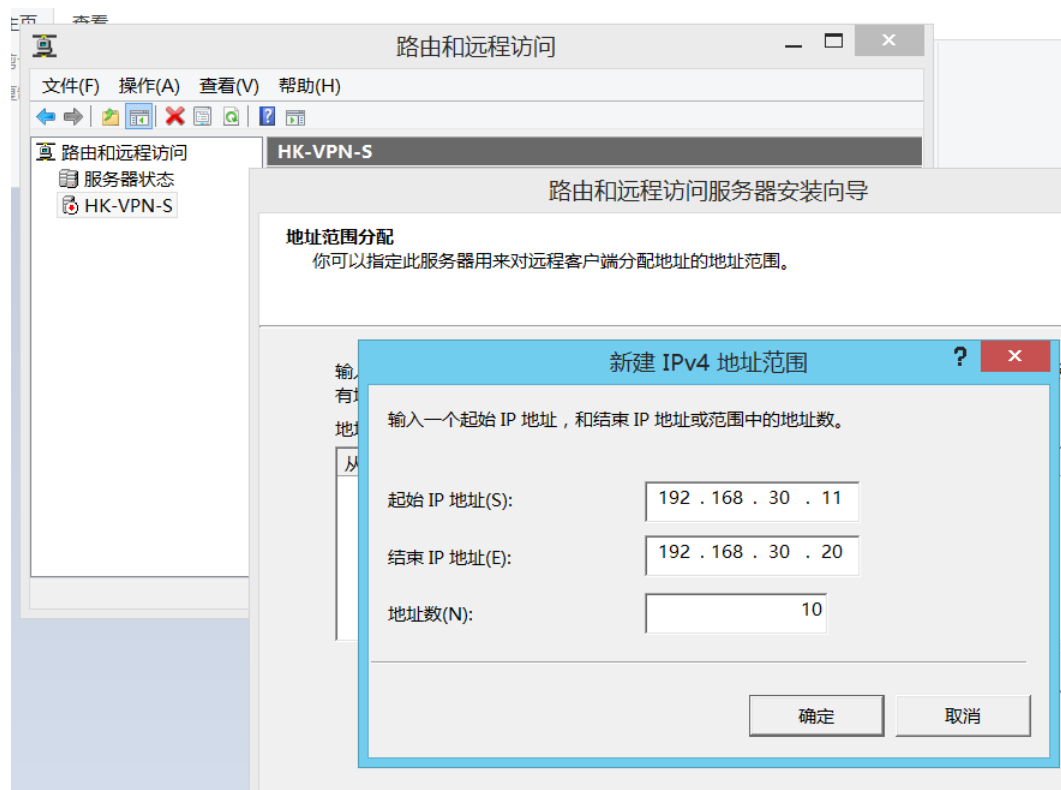 查看
路由和远程访问
文件(F) 操作(A) 查看(V) 帮助(H)
路由和远程访问
服务器状态
HK-VPN-S
HK-VPN-S
路由和远程访问服务器安装向导
地址范围分配
你可以指定此服务器用来对远程客户端分配地址的地址范围。
输
有
地
从
新建 IPv4 地址范围
输入一个起始 IP 地址，和结束 IP 地址或范围中的地址数。
起始 IP 地址(S): 192 . 168 . 30 . 11
结束 IP 地址(E): 192 . 168 . 30 . 20
地址数(N): 10
确定 取消